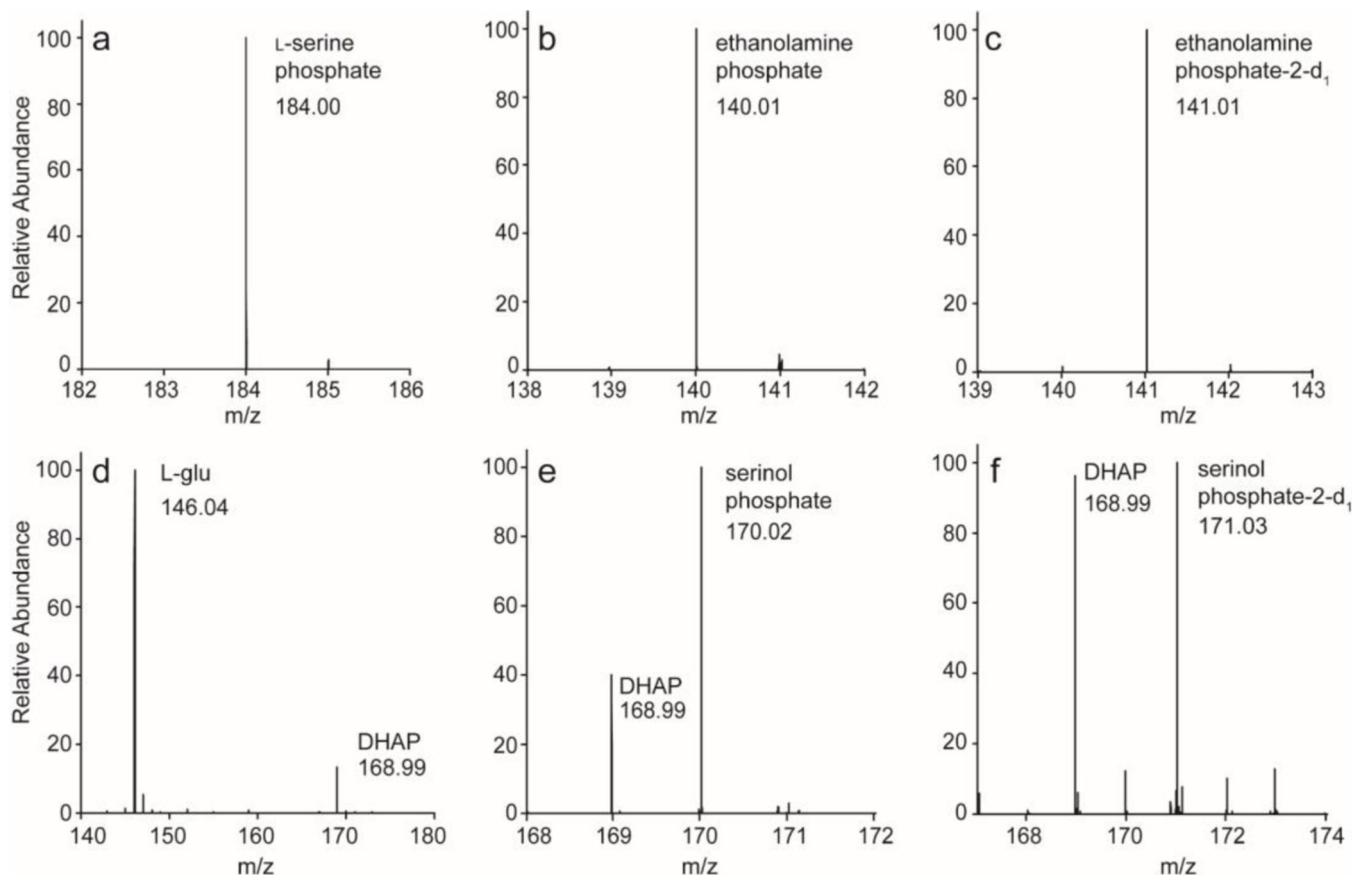 a
L-serine
phosphate
184.00
Relative Abundance
100
80
60
40
20
0
182 183 184 185 186
m/z
b
ethanolamine
phosphate
140.01
100
80
60
40
20
0
138 139 140 141 142
m/z
c
ethanolamine
phosphate-2-d₁
141.01
100
80
60
40
20
0
139 140 141 142 143
m/z
d
L-glu
146.04
DHAP
168.99
Relative Abundance
100
80
60
40
20
0
140 150 160 170 180
m/z
e
serinol
phosphate
170.02
DHAP
168.99
100
80
60
40
20
0
168 169 170 171 172
m/z
f
DHAP
168.99
serinol
phosphate-2-d₁
171.03
100
80
60
40
20
0
168 170 172 174
m/z